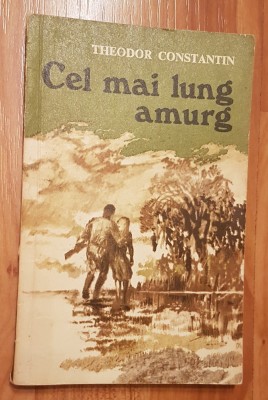 THEODOR CONSTANTIN
Cel mai lung
amurg